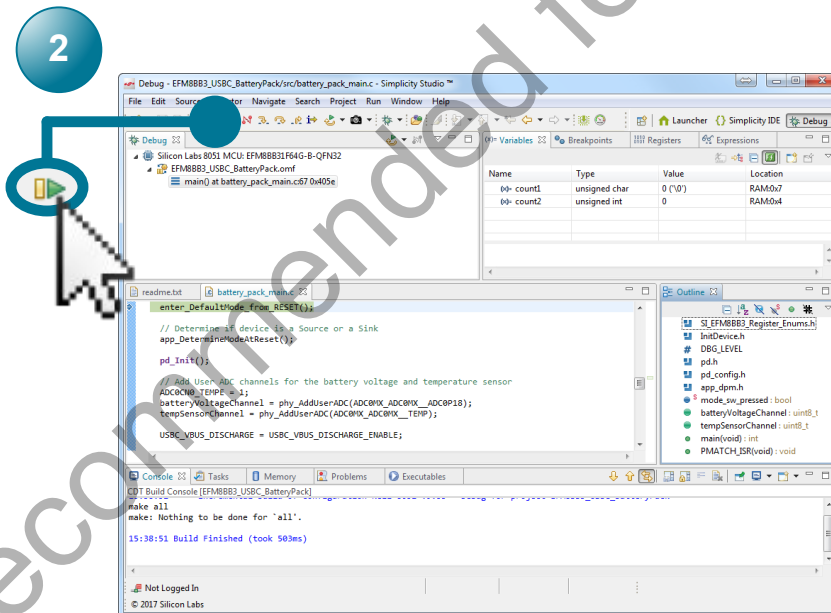 2
Debug - EFM8BB3_USBC_BatteryPack/src/battery_pack_main.c - Simplicity Studio ™
File Edit Navigate Search Project Run Window Help
Launcher {} Simplicity IDE Debug
Debug
Silicon Labs 8051 MCU: EFM8BB31F64G-B-QFN32
EFM8BB3_USBC_BatteryPack.omf
main() at battery_pack_main.c:67 0x405e
(x)= Variables Breakpoints Registers Expressions
Name Type Value Location
(x)= count1 unsigned char 0 ('\0') RAM:0x7
(x)= count2 unsigned int 0 RAM:0x4
readme.txt battery_pack_main.c
enter_DefaultMode_from_RESET();
// Determine if device is a Source or a Sink
app_DetermineModeAtReset();
pd_Init();
// Add User ADC channels for the battery voltage and temperature sensor
ADC0CN0_TEMPE = 1;
batteryVoltageChannel = phy_AddUserADC(ADC0MX_ADC0MX__ADC0P18);
tempSensorChannel = phy_AddUserADC(ADC0MX_ADC0MX__TEMP);
USBC_VBUS_DISCHARGE = USBC_VBUS_DISCHARGE_ENABLE;
Outline
SI_EFM8BB3_Register_Enums.h
InitDevice.h
# DBG_LEVEL
pd.h
pd_config.h
app_dpm.h
S mode_sw_pressed : bool
batteryVoltageChannel : uint8_t
tempSensorChannel : uint8_t
main(void) : int
PMATCH_ISR(void) : void
Console Tasks Memory Problems Executables
CDT Build Console [EFM8BB3_USBC_BatteryPack]
make all
make: Nothing to be done for `all'.
15:38:51 Build Finished (took 503ms)
Not Logged In
© 2017 Silicon Labs
recommended fo